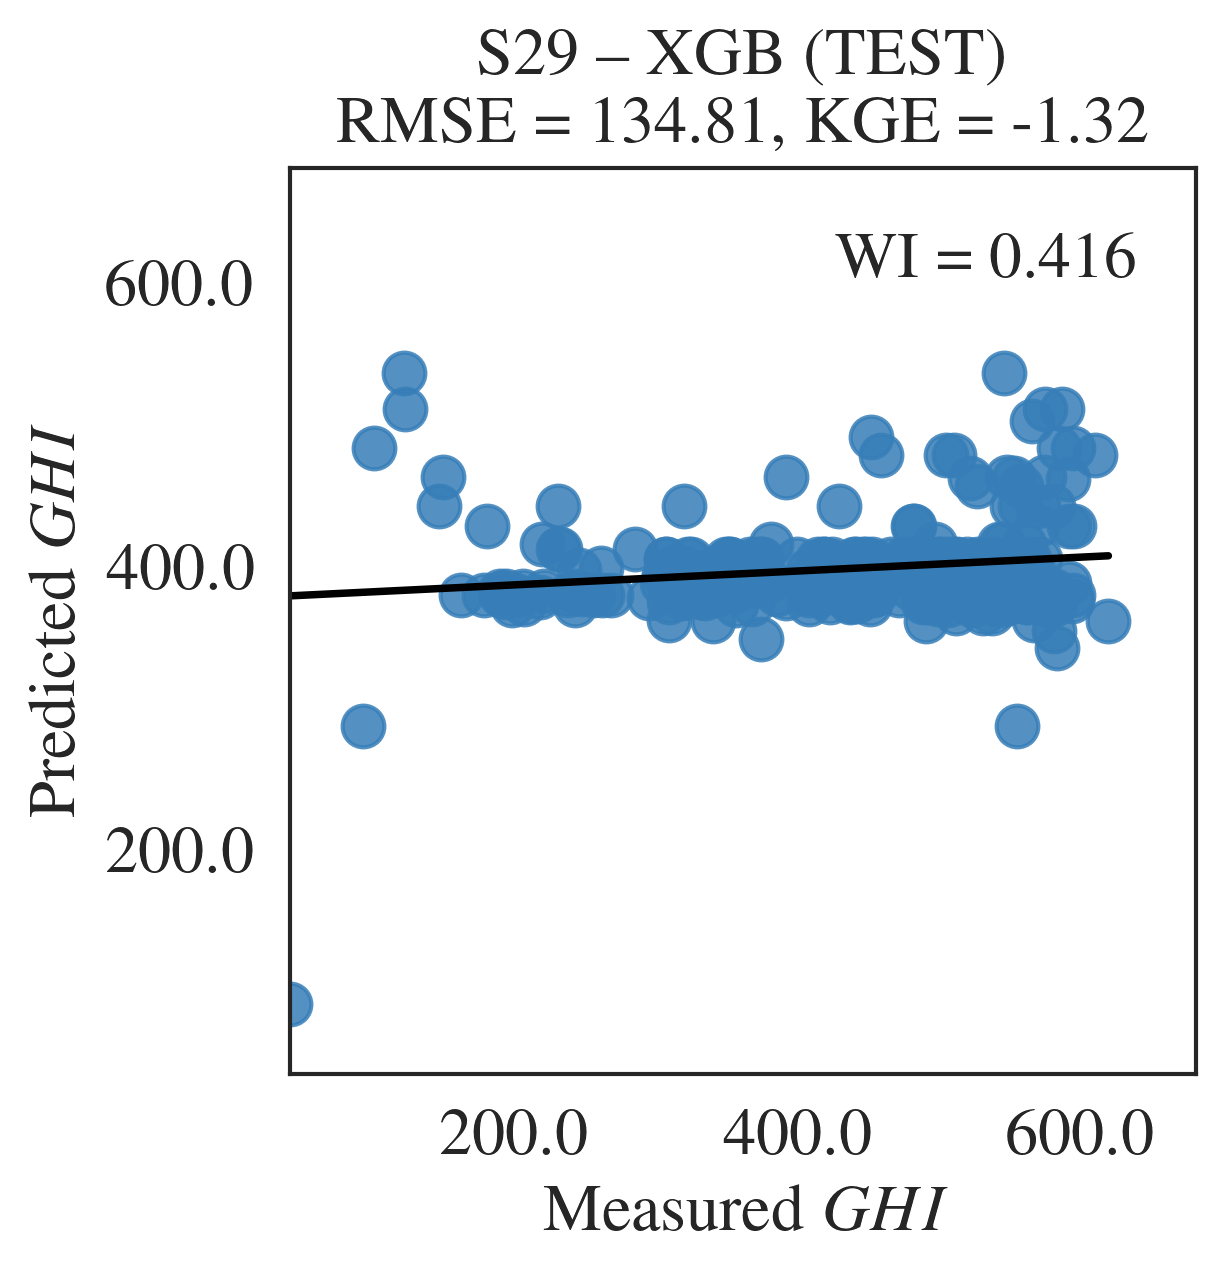 S29 – XGB (TEST)
RMSE = 134.81, KGE = -1.32
WI = 0.416
600.0
400.0
200.0
Predicted GHI
200.0 400.0 600.0
Measured GHI